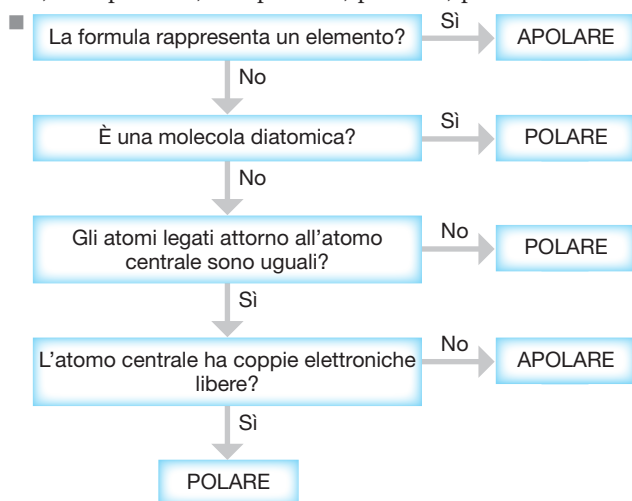 La formula rappresenta un elemento?
Sì
APOLARE
No
È una molecola diatomica?
Sì
POLARE
No
Gli atomi legati attorno all'atomo
centrale sono uguali?
No
POLARE
Sì
L'atomo centrale ha coppie elettroniche
libere?
No
APOLARE
Sì
POLARE